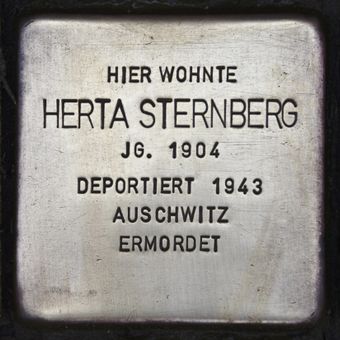 HIER WOHNTE
HERTA STERNBERG
JG. 1904
DEPORTIERT 1943
AUSCHWITZ
ERMORDET